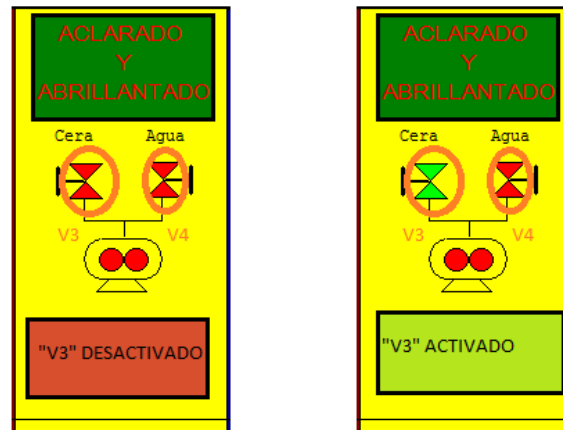 ACLARADO
Y
ABRILLANTADO
Cera Agua
V3 V4
"V3" DESACTIVADO
ACLARADO
Y
ABRILLANTADO
Cera Agua
V3 V4
"V3" ACTIVADO